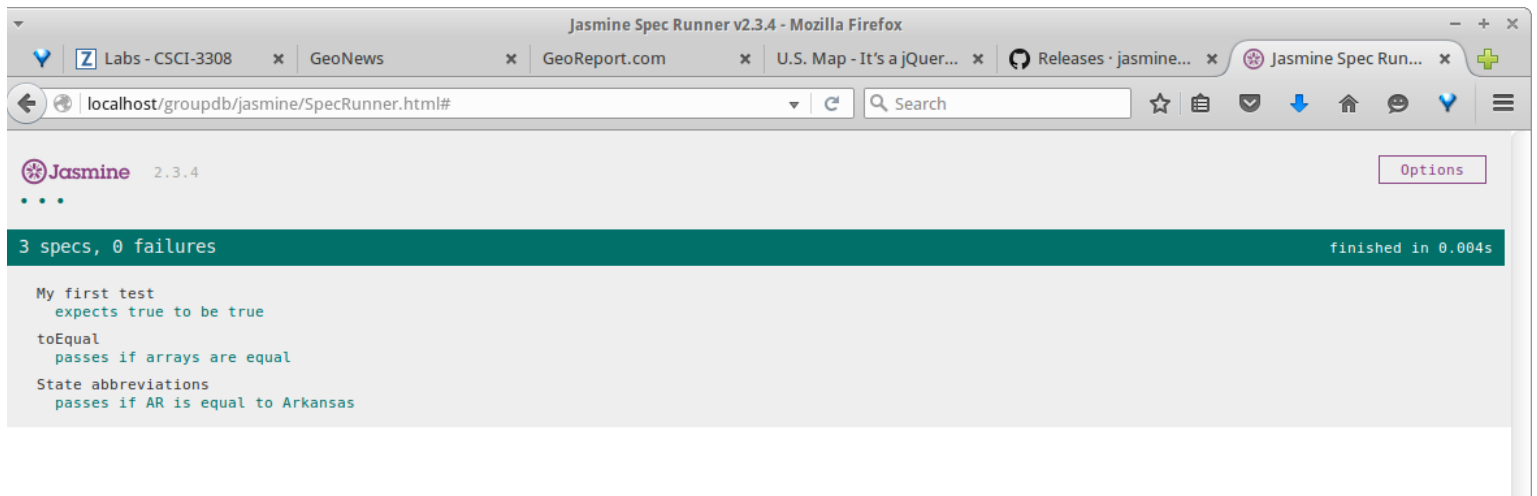 Jasmine Spec Runner v2.3.4 - Mozilla Firefox
Z Labs - CSCI-3308 GeoNews GeoReport.com U.S. Map - It's a jQuer... Releases · jasmine... Jasmine Spec Run...
localhost/groupdb/jasmine/SpecRunner.html# Search
Jasmine 2.3.4 Options
• • •
3 specs, 0 failures finished in 0.004s
My first test
expects true to be true
toEqual
passes if arrays are equal
State abbreviations
passes if AR is equal to Arkansas